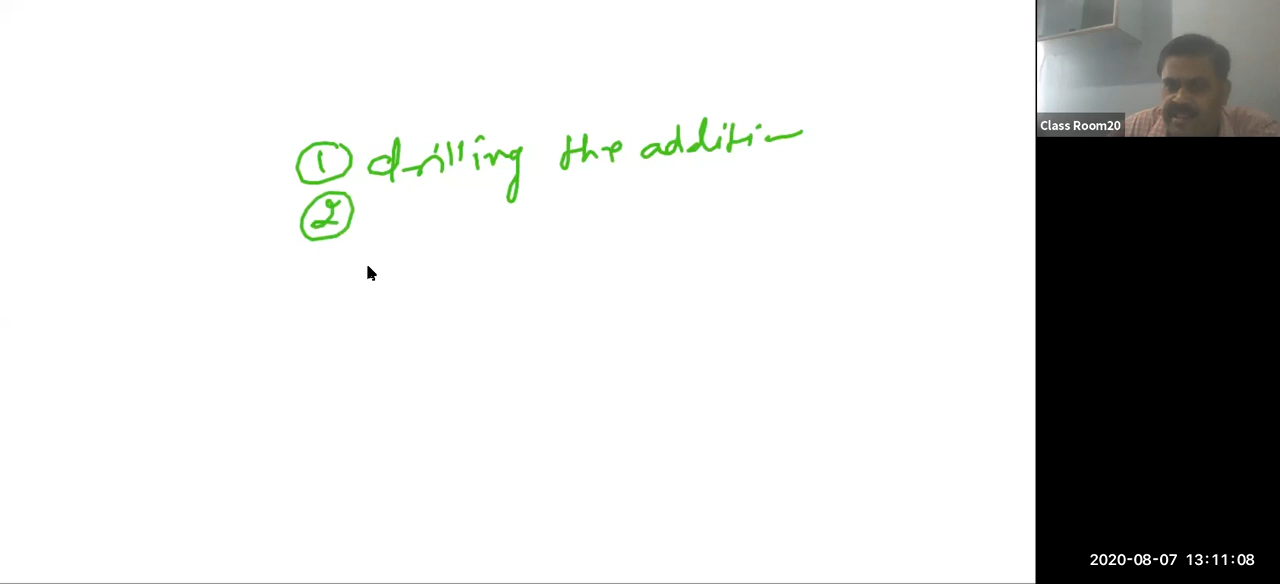 ① drilling the addition
②
Class Room20
2020-08-07 13:11:08